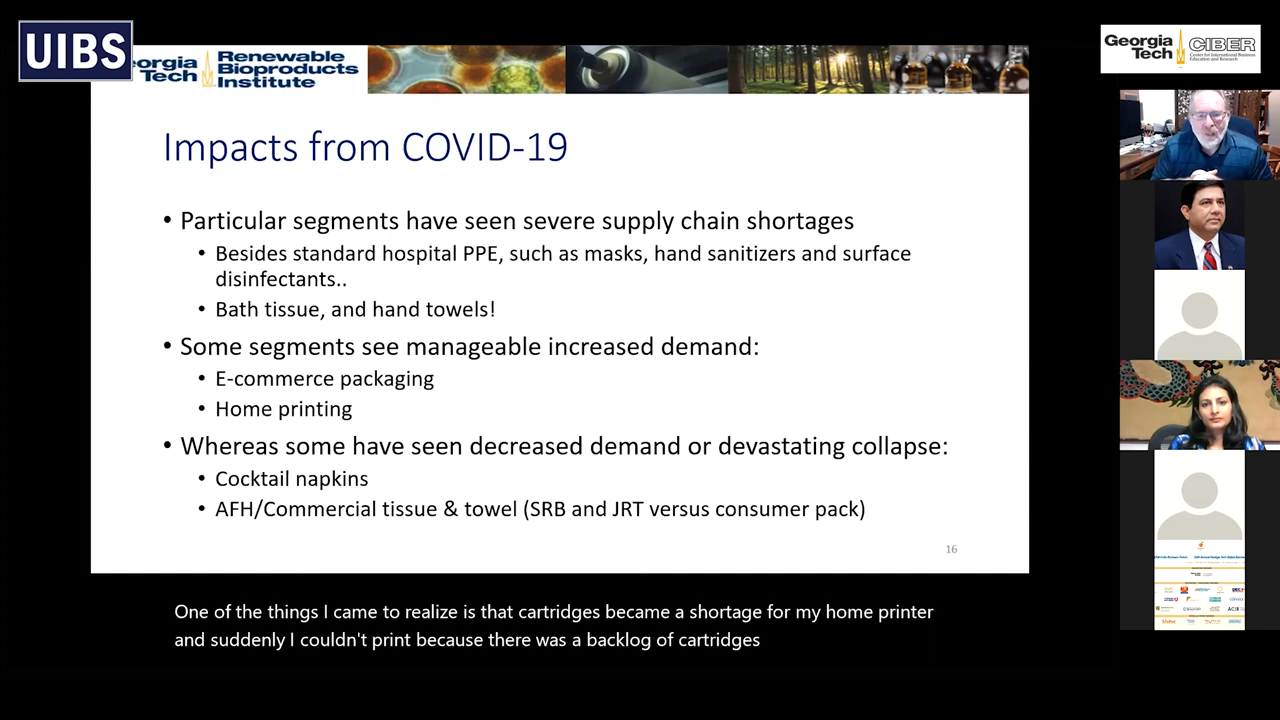 UIBS
Georgia
Tech
Renewable
Bioproducts
Institute
Georgia
Tech
CIBER
Center for International Business
Education and Research
Impacts from COVID-19
• Particular segments have seen severe supply chain shortages
• Besides standard hospital PPE, such as masks, hand sanitizers and surface
disinfectants..
• Bath tissue, and hand towels!
• Some segments see manageable increased demand:
• E-commerce packaging
• Home printing
• Whereas some have seen decreased demand or devastating collapse:
• Cocktail napkins
• AFH/Commercial tissue & towel (SRB and JRT versus consumer pack)
16
One of the things I came to realize is that cartridges became a shortage for my home printer
and suddenly I couldn't print because there was a backlog of cartridges